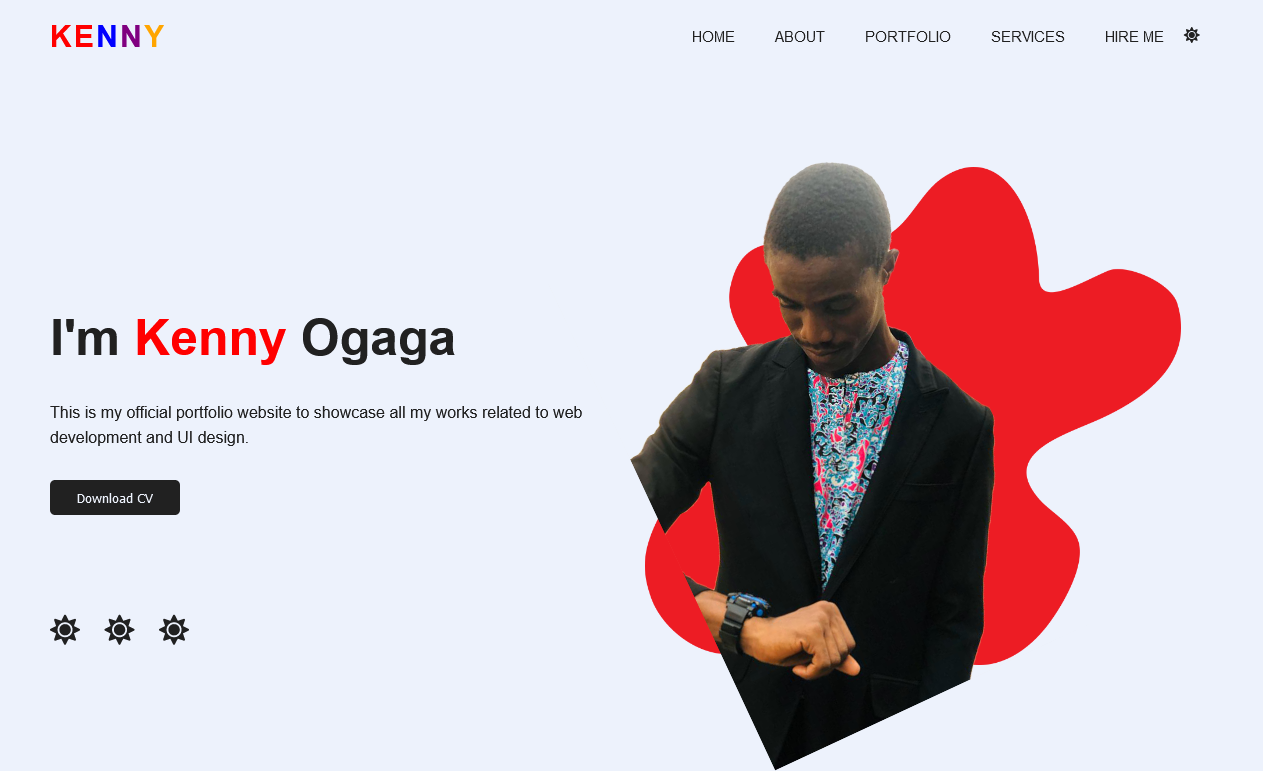 KENNY
HOME ABOUT PORTFOLIO SERVICES HIRE ME
I'm Kenny Ogaga
This is my official portfolio website to showcase all my works related to web
development and UI design.
Download CV